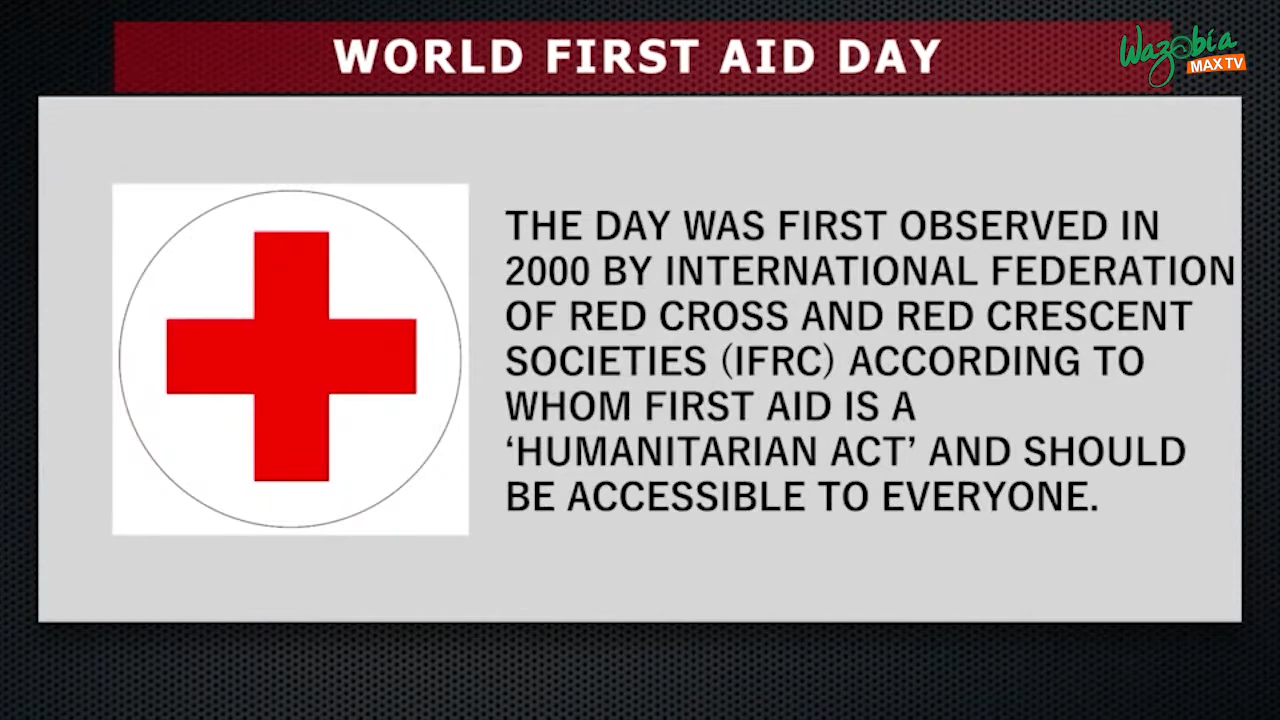 WORLD FIRST AID DAY
Wazobia
MAX TV
THE DAY WAS FIRST OBSERVED IN
2000 BY INTERNATIONAL FEDERATION
OF RED CROSS AND RED CRESCENT
SOCIETIES (IFRC) ACCORDING TO
WHOM FIRST AID IS A
‘HUMANITARIAN ACT’ AND SHOULD
BE ACCESSIBLE TO EVERYONE.